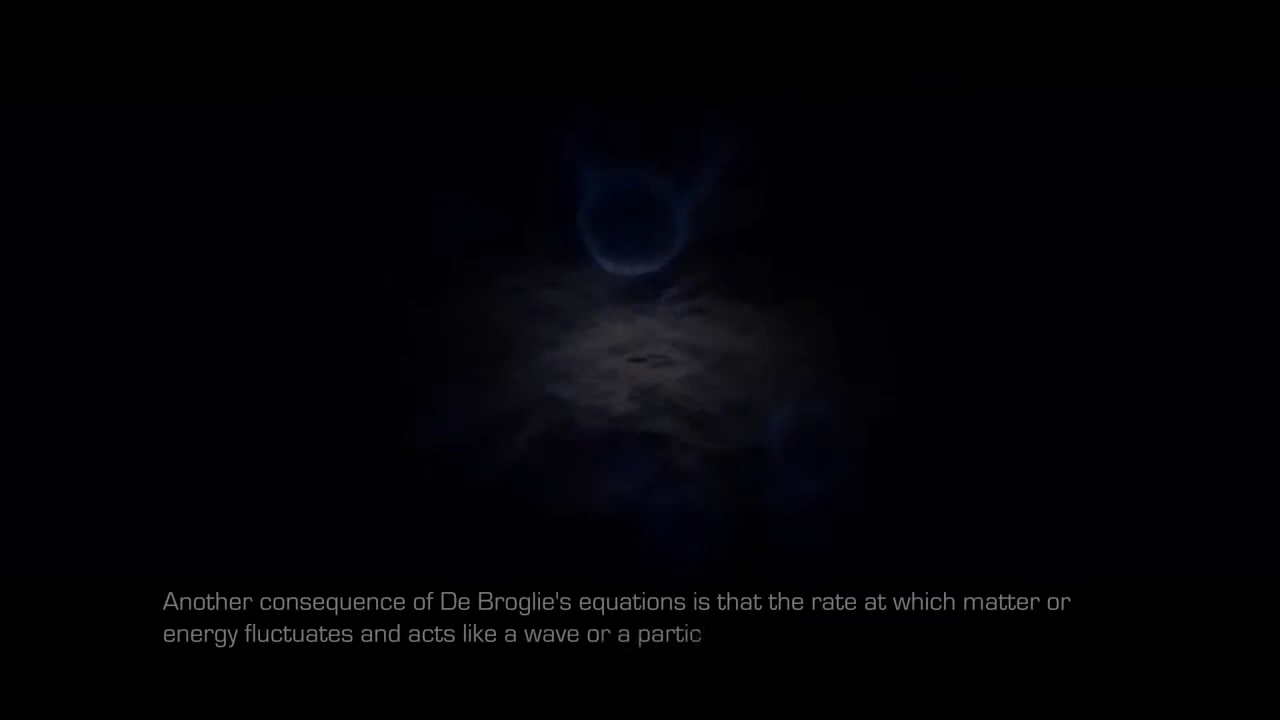 Another consequence of De Broglie's equations is that the rate at which matter or
energy fluctuates and acts like a wave or a partic